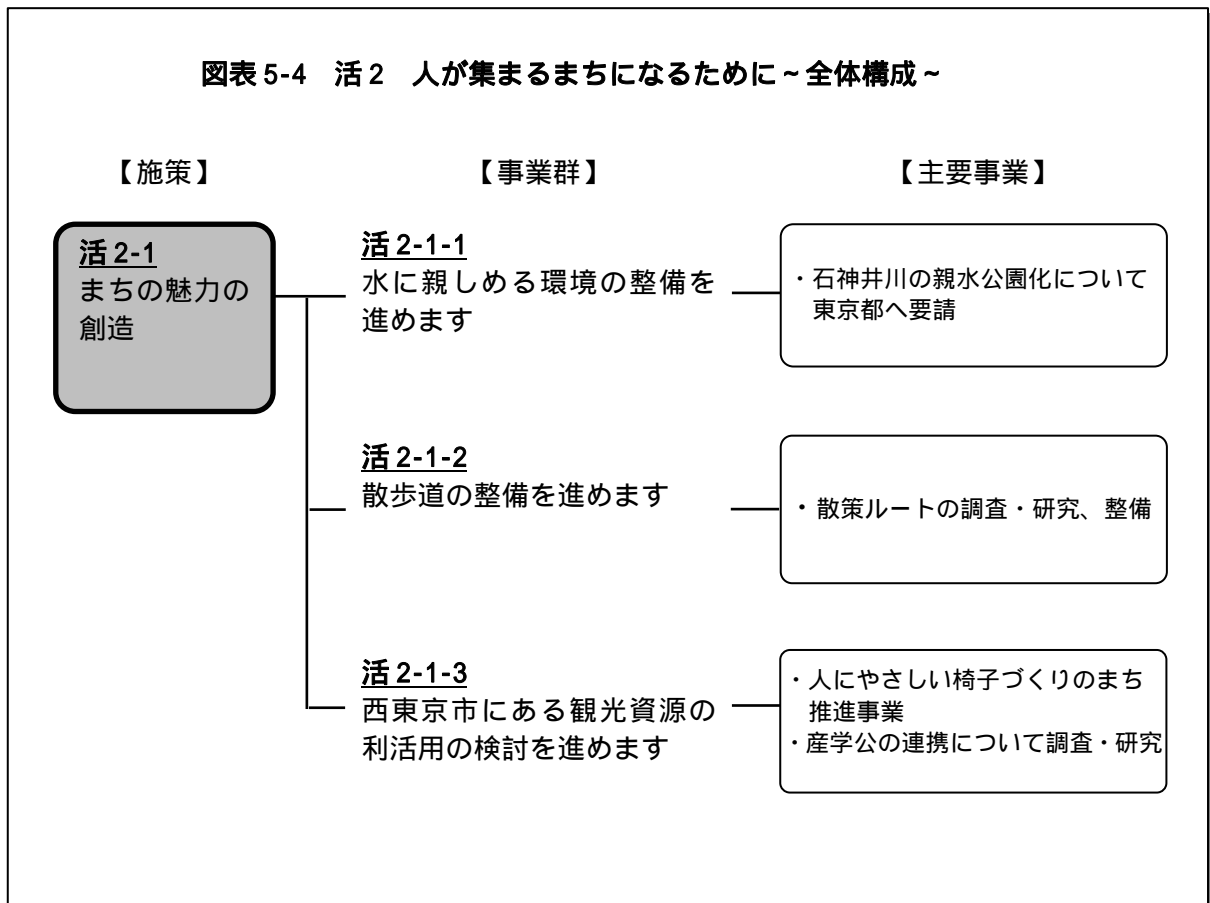 図表 5-4　活 2　人が集まるまちになるために～全体構成～
【施策】
【事業群】
【主要事業】
活 2-1
まちの魅力の
創造
活 2-1-1
水に親しめる環境の整備を
進めます
・石神井川の親水公園化について
東京都へ要請
活 2-1-2
散歩道の整備を進めます
・散策ルートの調査・研究、整備
活 2-1-3
西東京市にある観光資源の
利活用の検討を進めます
・人にやさしい椅子づくりのまち
推進事業
・産学公の連携について調査・研究